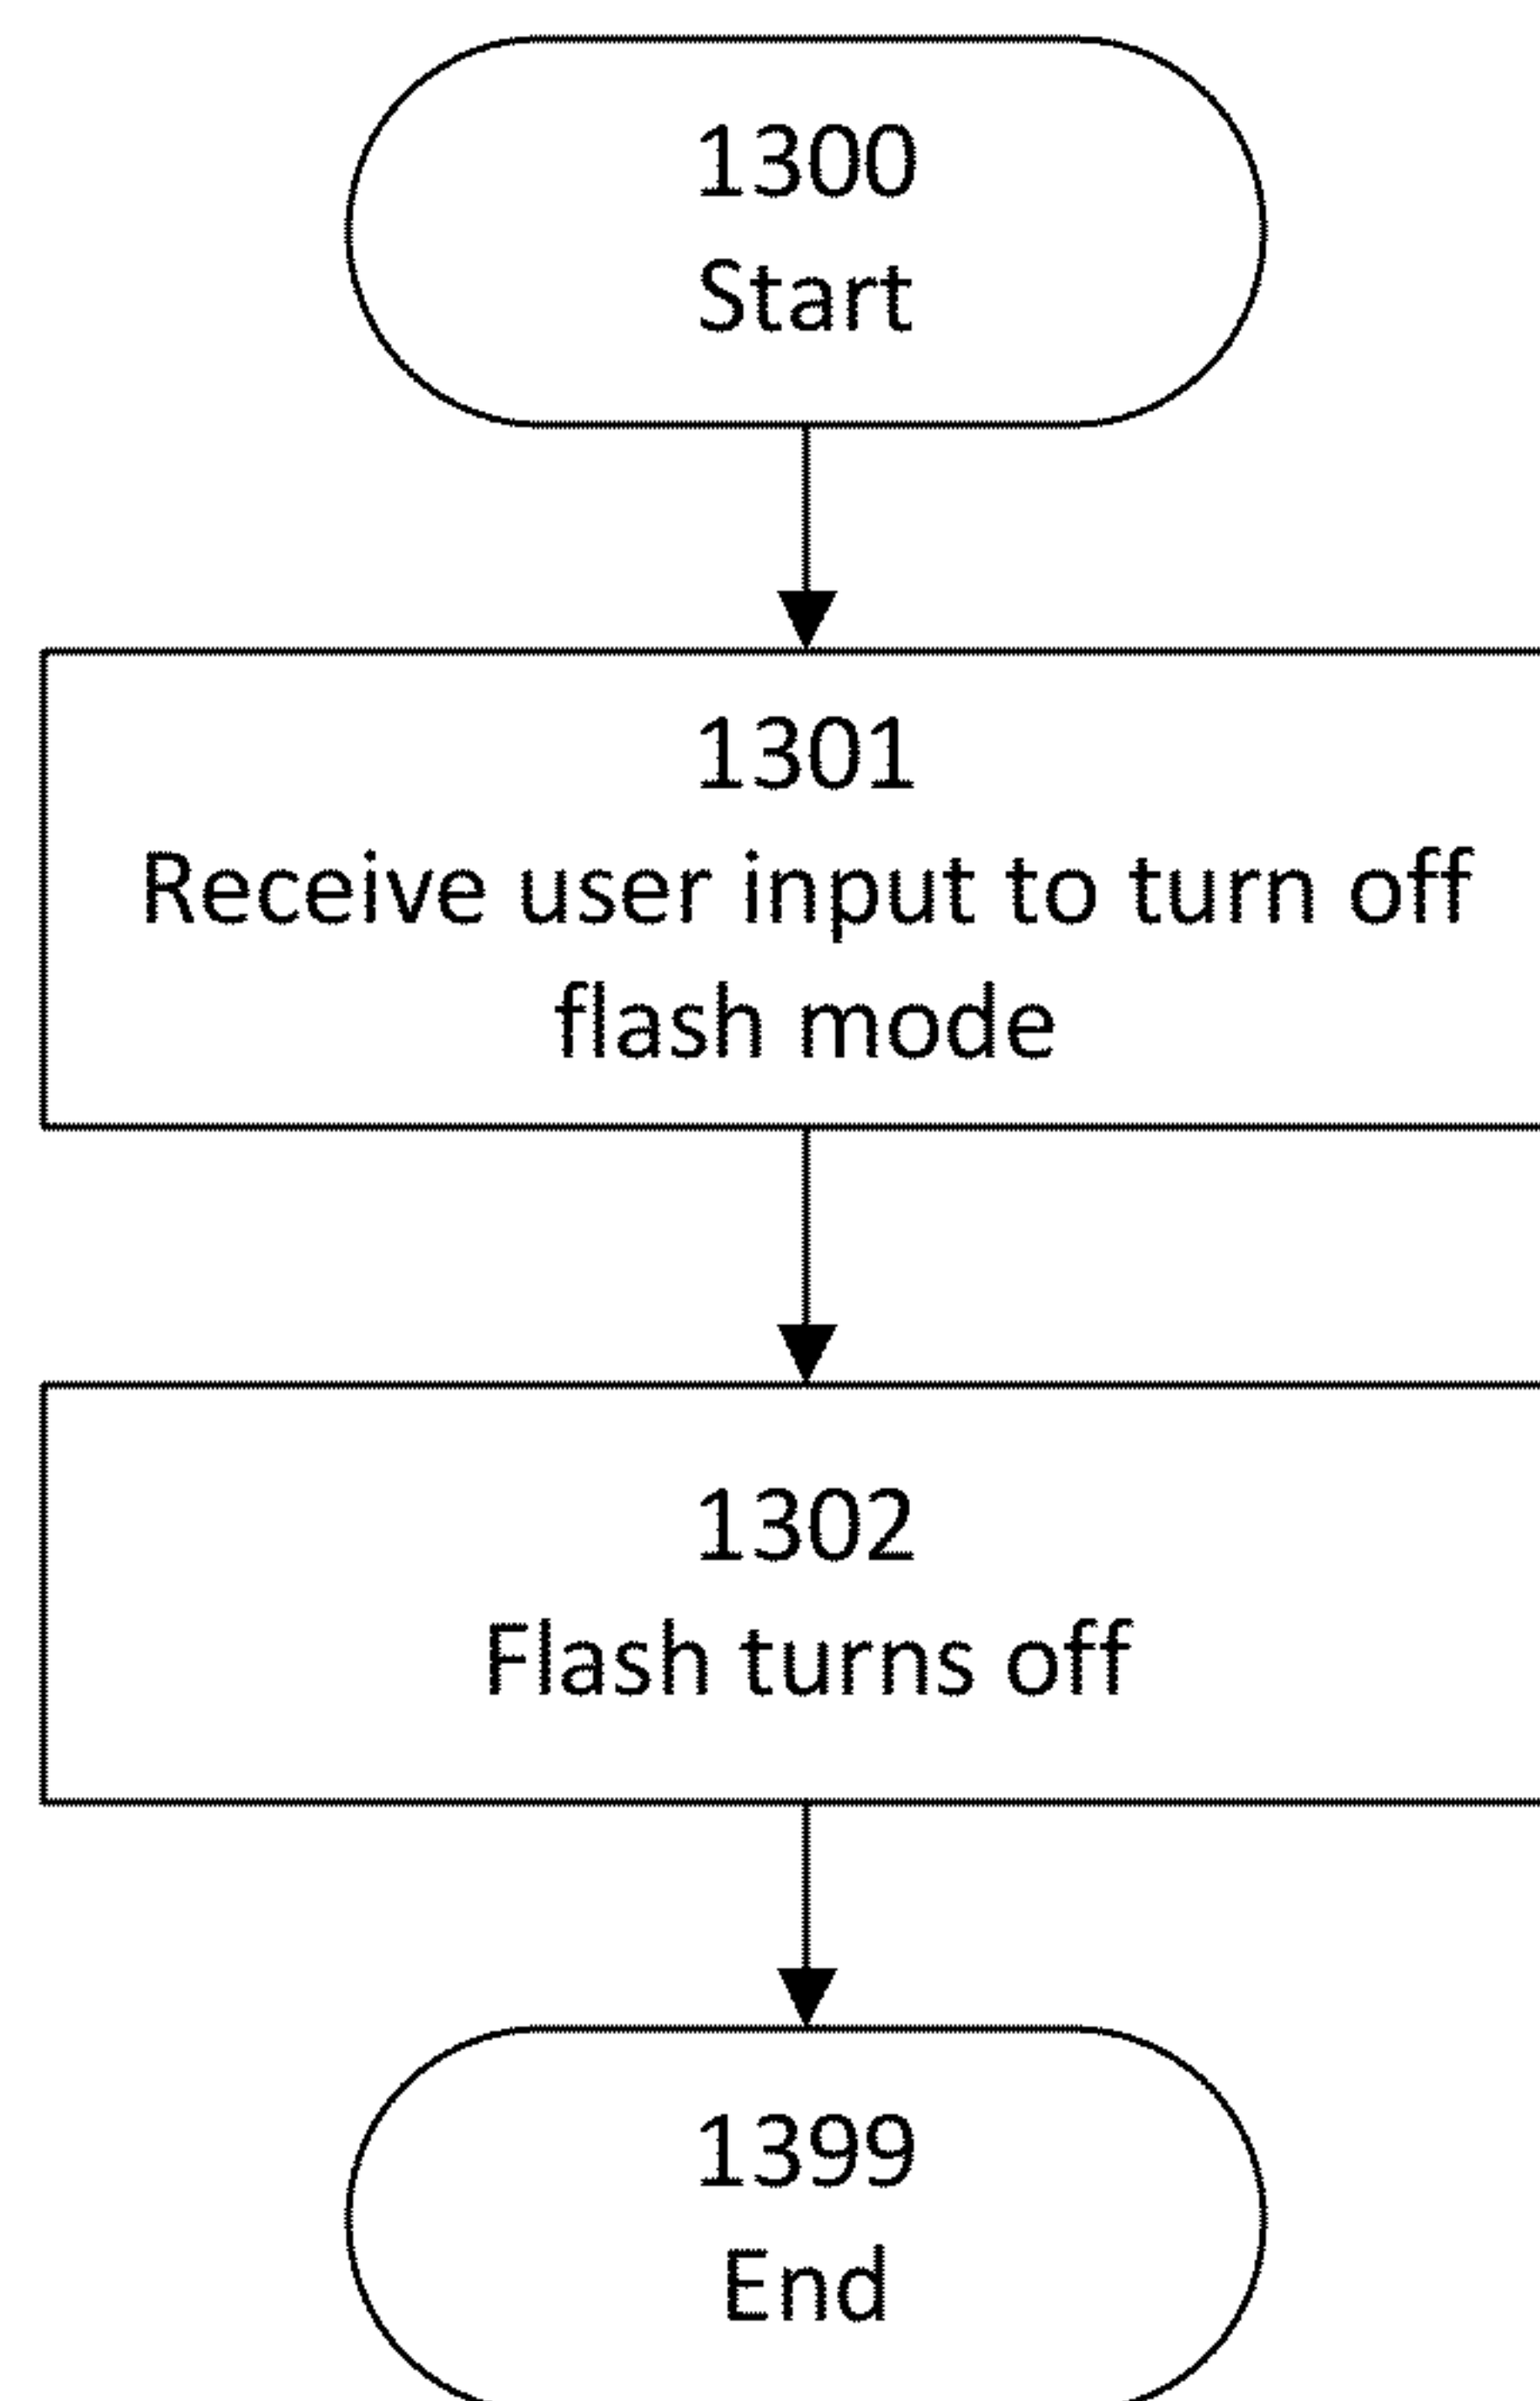 1300
Start
1301
Receive user input to turn off
flash mode
1302
Flash turns off
1399
End